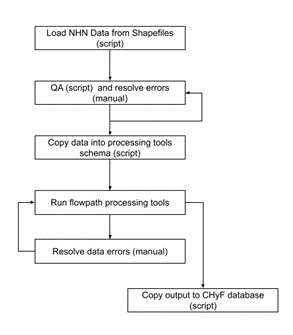 Load NHN Data from Shapefiles
(script)
QA (script) and resolve errors
(manual)
Copy data into processing tools
schema (script)
Run flowpath processing tools
Resolve data errors (manual)
Copy output to CHyF database
(script)